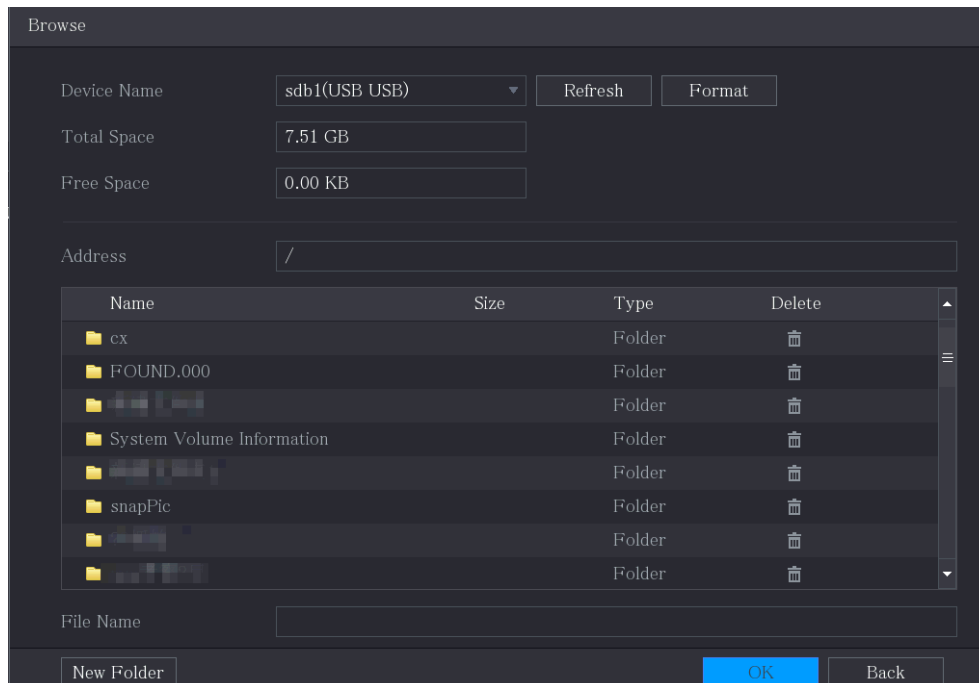 Browse
Device Name sdb1(USB USB) Refresh Format
Total Space 7.51 GB
Free Space 0.00 KB
Address /
Name Size Type Delete
cx Folder
FOUND.000 Folder
Folder
System Volume Information Folder
Folder
snapPic Folder
Folder
Folder
File Name
New Folder OK Back